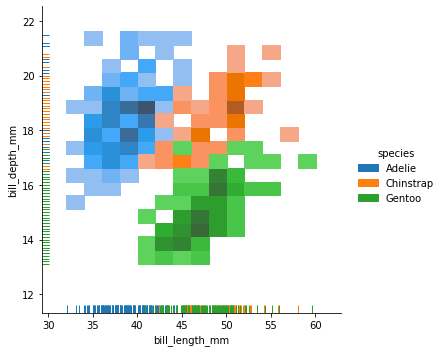 22
20
18
16
14
12
bill_depth_mm
30
35
40
45
50
55
60
bill_length_mm
species
Adelie
Chinstrap
Gentoo